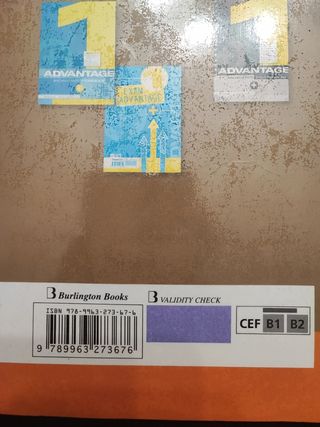 1
ADVANTAGE
1
ADVANTAGE
EXAM
ADVANTAGE
B Burlington Books
B VALIDITY CHECK
ISBN 978-9963-273-67-6
9 789963 273676
CEF B1 B2